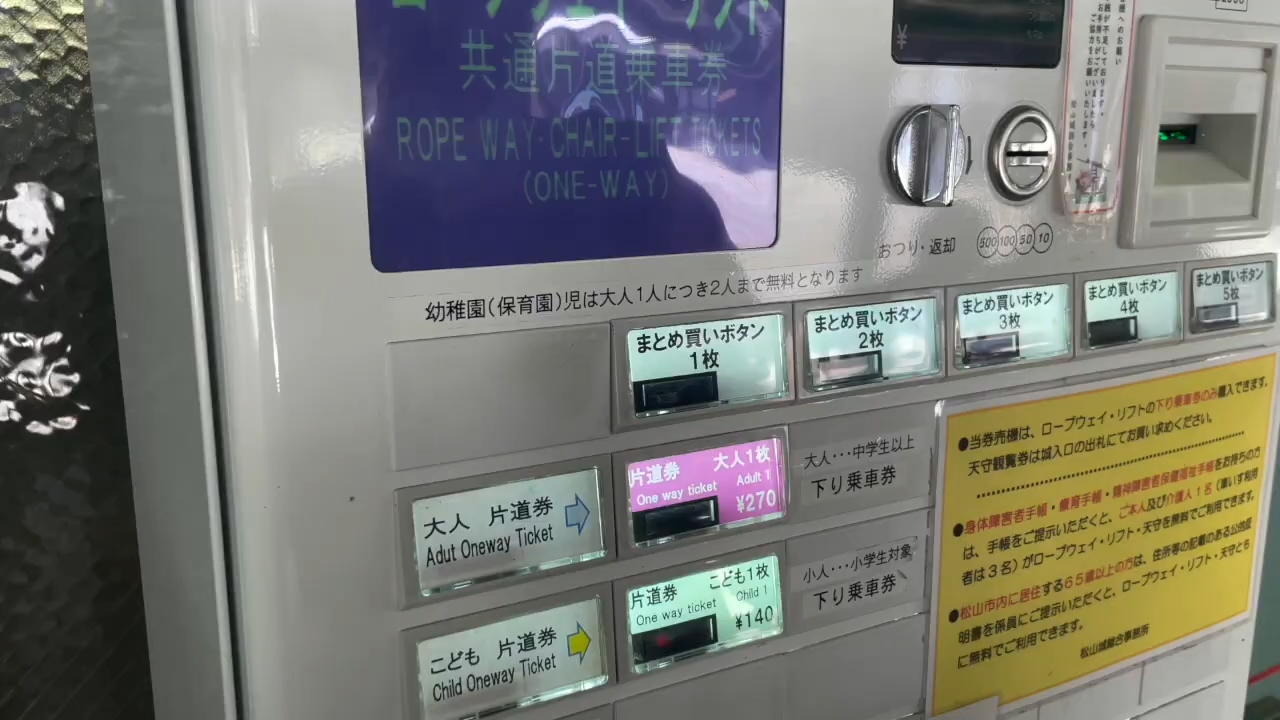 共通片道乗車券
ROPE WAY·CHAIR-LIFT TICKETS
(ONE-WAY)
¥
おつり・返却
500 100 50 10
幼稚園(保育園)児は大人1人につき2人まで無料となります
まとめ買いボタン
1枚
まとめ買いボタン
2枚
まとめ買いボタン
3枚
まとめ買いボタン
4枚
まとめ買いボタン
5枚
大人 片道券
Adut Oneway Ticket
片道券 大人1枚
One way ticket Adult 1
¥270
大人・・・中学生以上
下り乗車券
こども 片道券
Child Oneway Ticket
片道券 こども1枚
One way ticket Child 1
¥140
小人・・・小学生対象
下り乗車券
●当券売機は、ロープウェイ・リフトの下り乗車券のみ購入できます。
天守観覧券は城入口の出札にてお買い求めください。
●身体障害者手帳・療育手帳・精神障害者保健福祉手帳をお持ちの方
は、手帳をご提示いただくと、ご本人及び介護人1名(車いす利用
者は3名)がロープウェイ・リフト・天守を無料でご利用できます。
●松山市内に居住する65歳以上の方は、住所等の記載のある公的証
明書を係員にご提示いただくと、ロープウェイ・リフト・天守とも
に無料でご利用できます。
松山城総合事務所